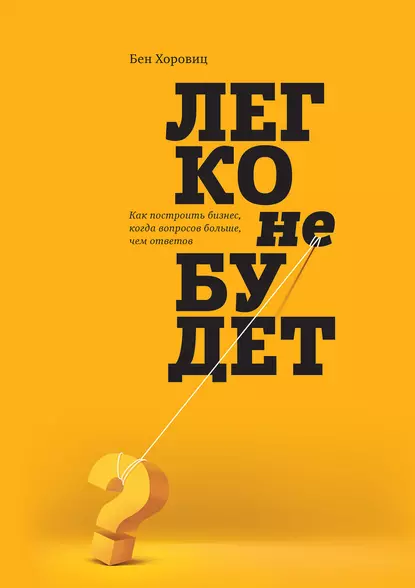 Бен Хоровиц
ЛЕГ
КО
Как построить бизнес,
когда вопросов больше,
чем ответов
не
БУ
ДЕТ
?